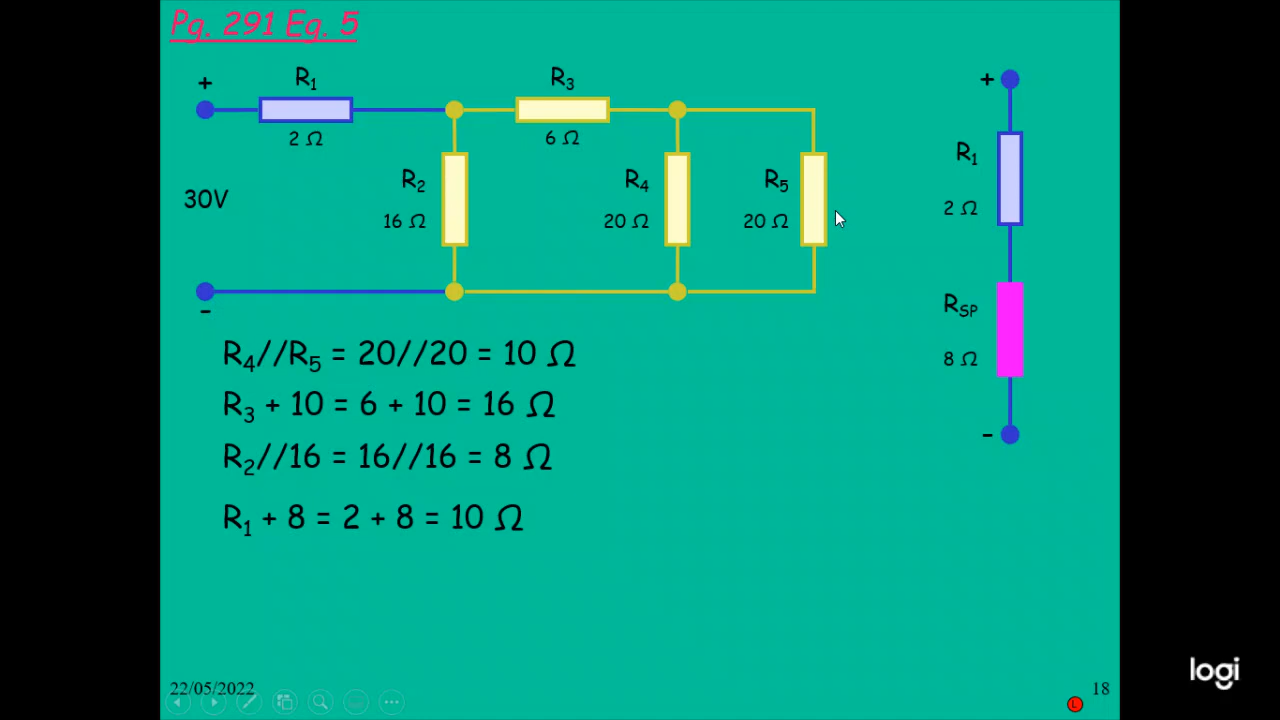 Pg. 291 Eg. 5
+
R₁
2 Ω
R₃
6 Ω
30V
R₂
16 Ω
R₄
20 Ω
R₅
20 Ω
-
+
R₁
2 Ω
R_SP
8 Ω
-
R₄//R₅ = 20//20 = 10 Ω
R₃ + 10 = 6 + 10 = 16 Ω
R₂//16 = 16//16 = 8 Ω
R₁ + 8 = 2 + 8 = 10 Ω
22/05/2022
18
L
logi